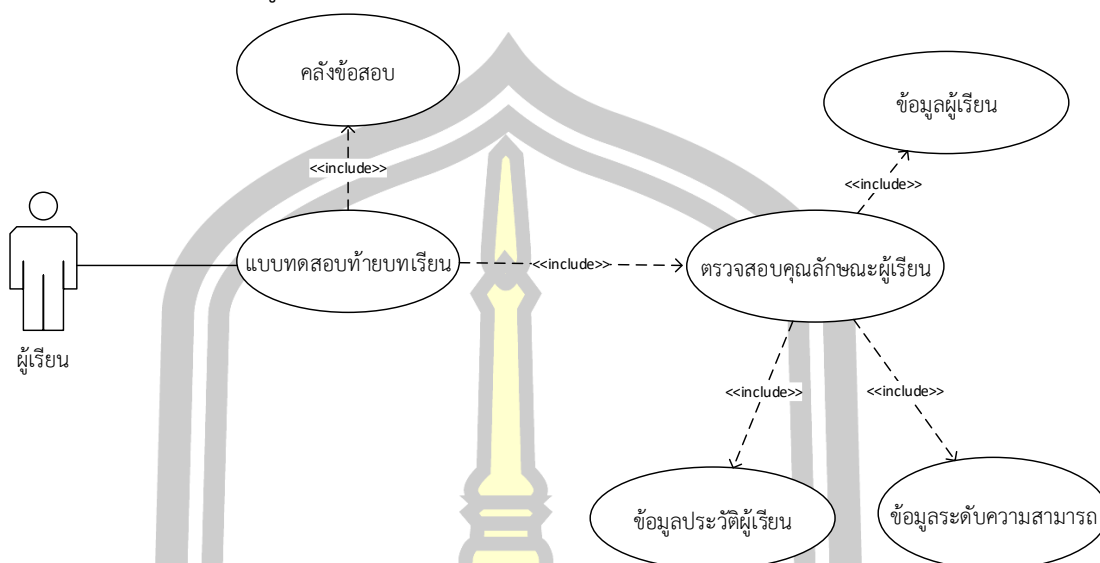 คลังข้อสอบ
ข้อมูลผู้เรียน
<<include>>
<<include>>
แบบทดสอบท้ายบทเรียน
<<include>>
ตรวจสอบคุณลักษณะผู้เรียน
ผู้เรียน
<<include>>
<<include>>
ข้อมูลประวัติผู้เรียน
ข้อมูลระดับความสามารถ